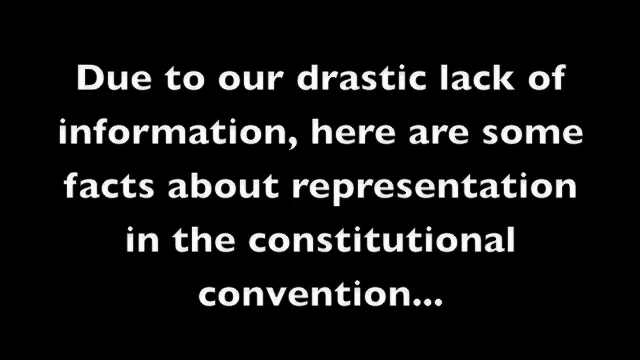 Due to our drastic lack of
information, here are some
facts about representation
in the constitutional
convention...